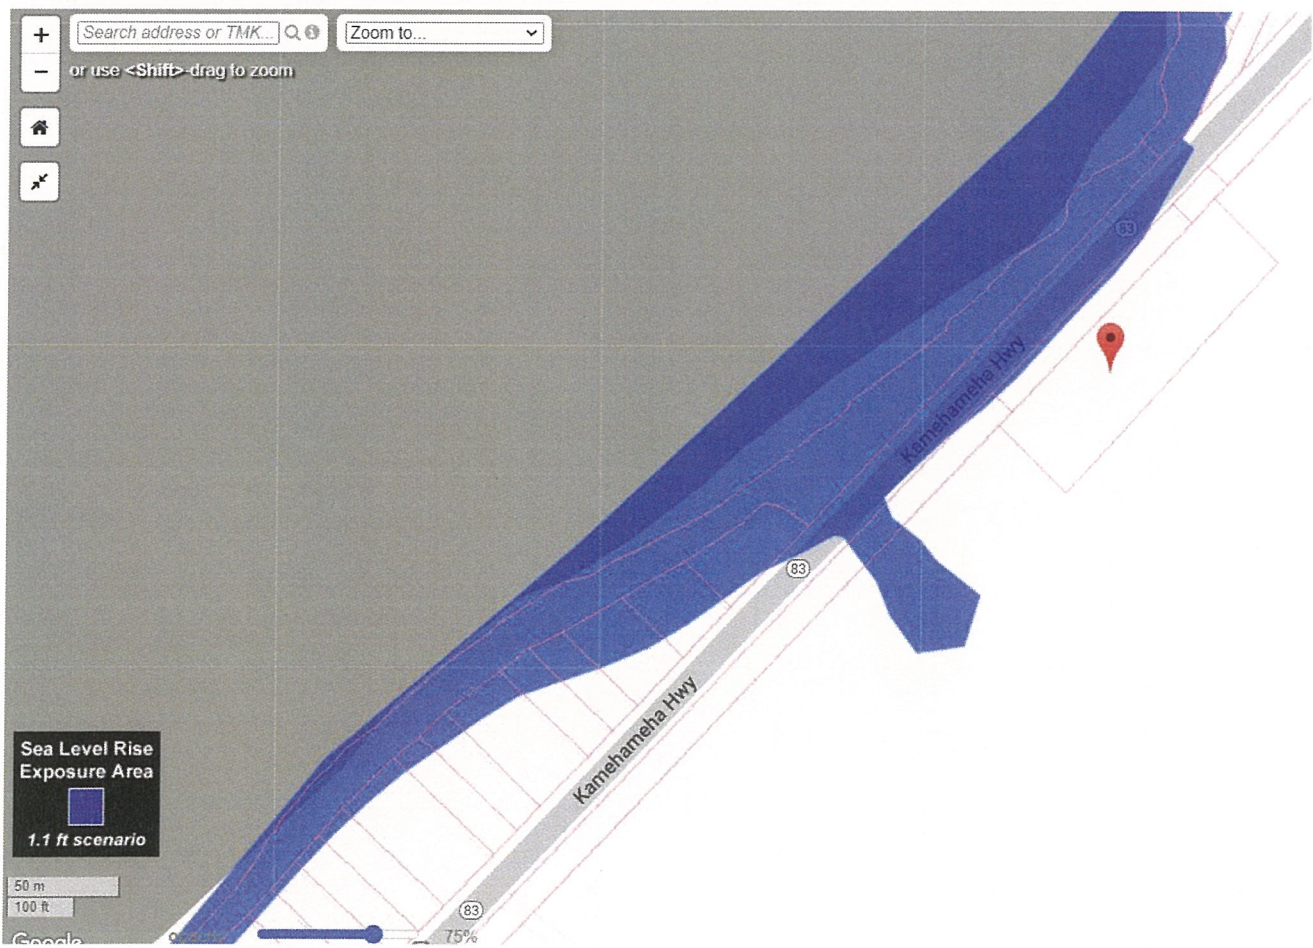 +
Search address or TMK...
Zoom to...
−
or use <Shift>-drag to zoom
83
Kamehameha Hwy
83
Kamehameha Hwy
Sea Level Rise
Exposure Area
1.1 ft scenario
50 m
100 ft
83
Google
75%